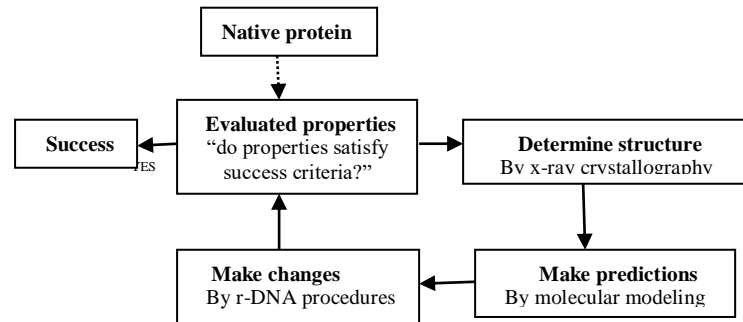 Native protein
Evaluated properties
“do properties satisfy
success criteria?”
Success
YES
Determine structure
By x-ray crystallography
Make changes
By r-DNA procedures
Make predictions
By molecular modeling